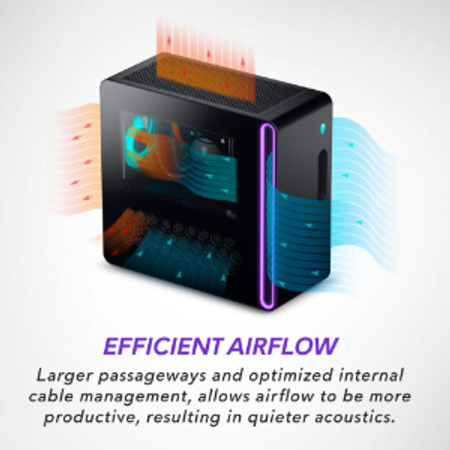 EFFICIENT AIRFLOW
Larger passageways and optimized internal
cable management, allows airflow to be more
productive, resulting in quieter acoustics.